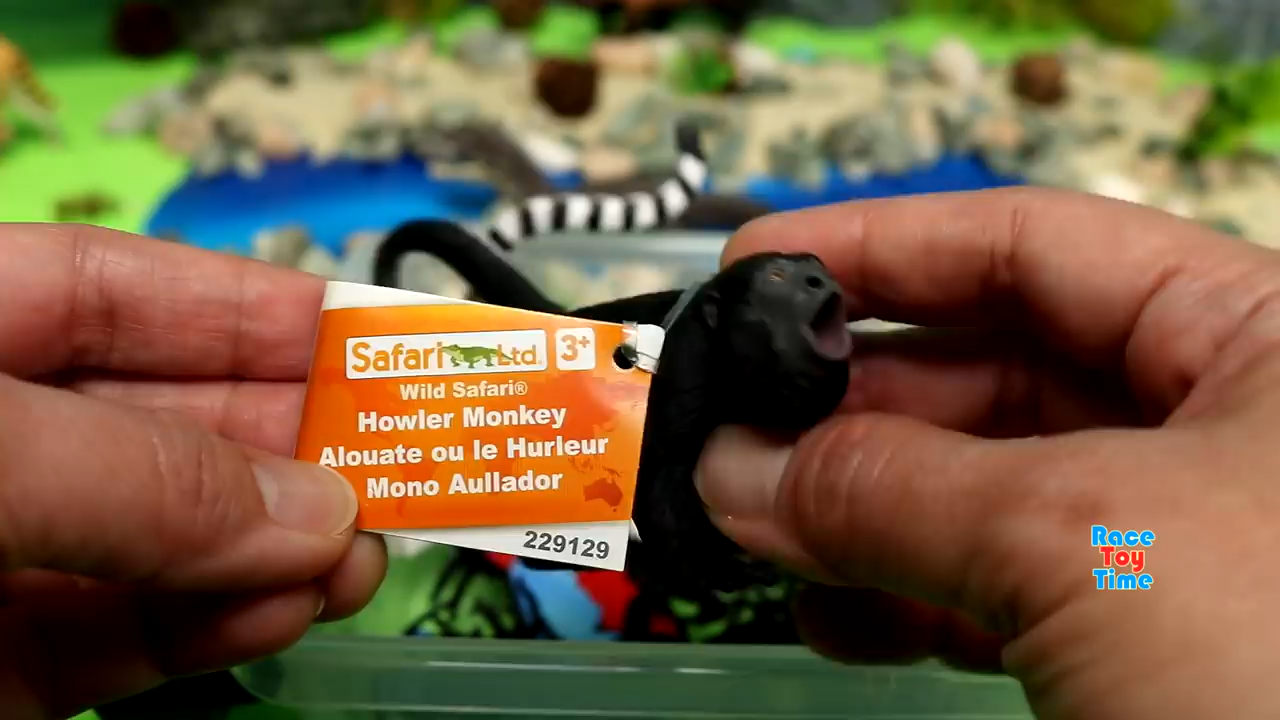 Safari Ltd. 3+
Wild Safari®
Howler Monkey
Alouate ou le Hurleur
Mono Aullador
229129
Race
Toy
Time